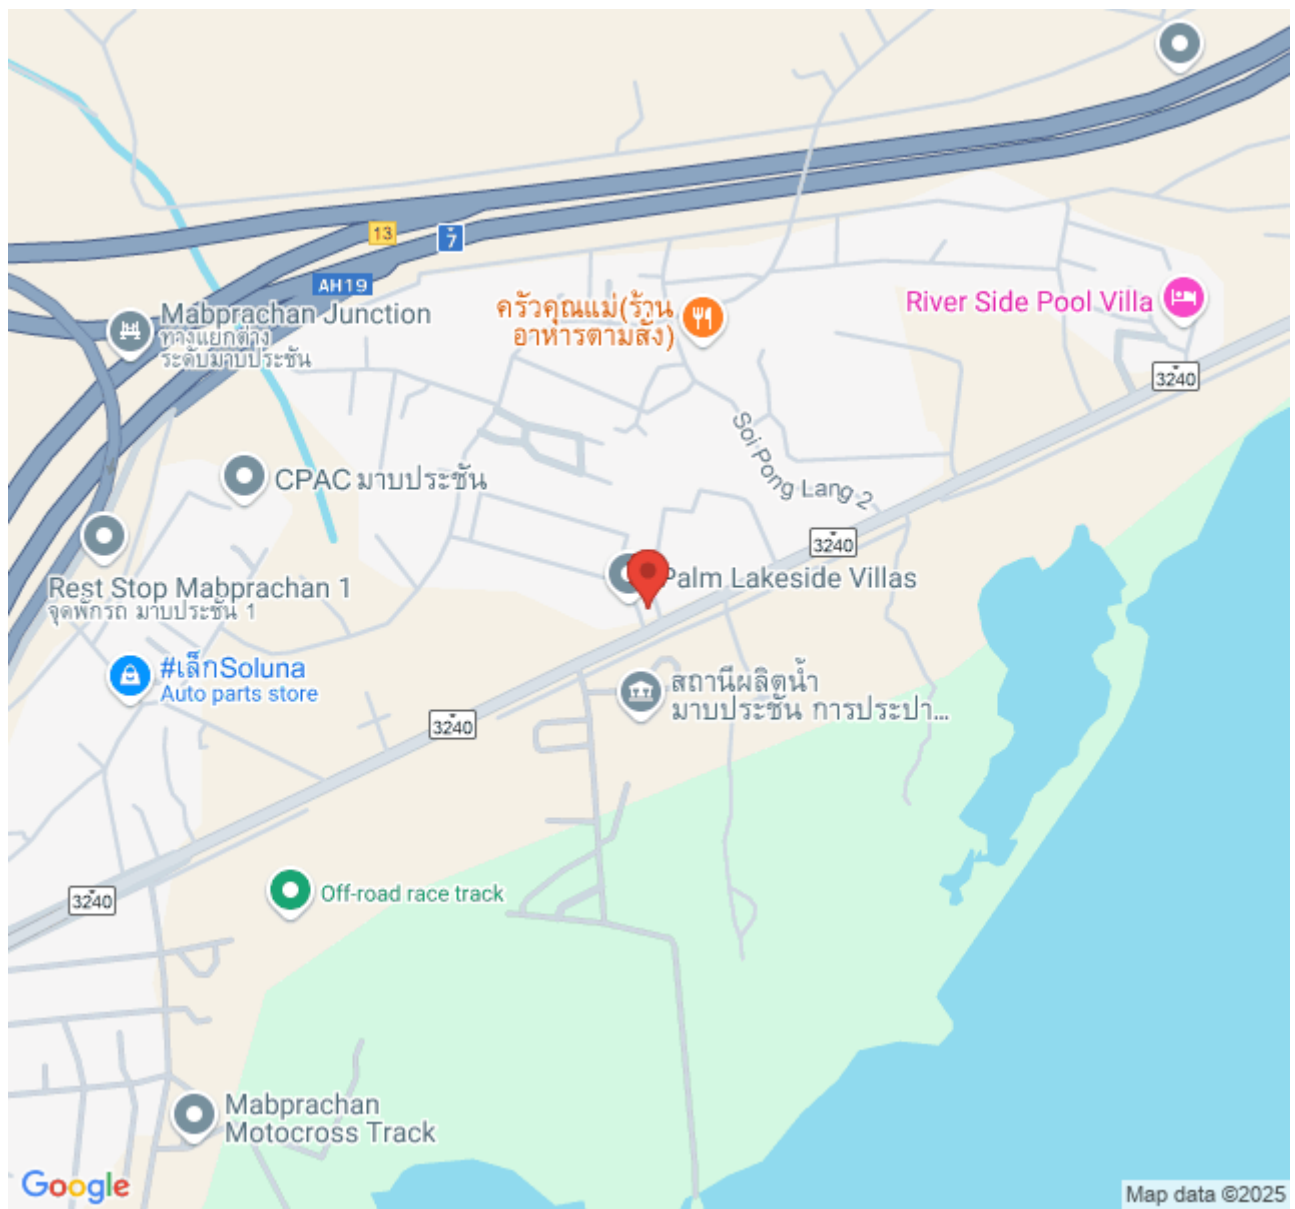 13
7
AH19
Mabprachan Junction
ทางแยกต่าง
ระดับมาบประชัน
ครัวคุณแม่(ร้าน
อาหารตามสั่ง)
River Side Pool Villa
3240
Soi Pong Lang 2
CPAC มาบประชัน
3240
Rest Stop Mabprachan 1
จุดพักรถ มาบประชัน 1
Palm Lakeside Villas
#เล็กSoluna
Auto parts store
สถานีผลิตน้ำ
มาบประชัน การประปา...
3240
Off-road race track
3240
Mabprachan
Motocross Track
Google
Map data ©2025